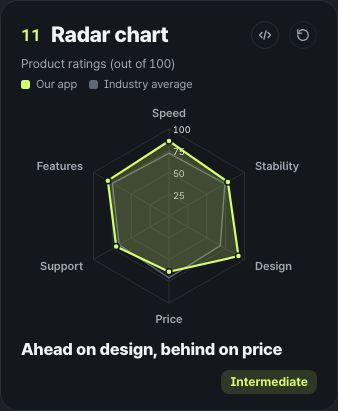 11 Radar chart
Product ratings (out of 100)
Our app Industry average
Speed
100
75
50
25
Features
Stability
Support
Design
Price
Ahead on design, behind on price
Intermediate